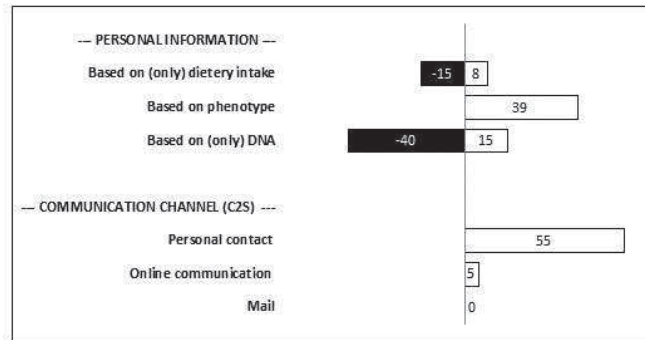 --- PERSONAL INFORMATION ---
Based on (only) dietery intake -15 8
Based on phenotype 39
Based on (only) DNA -40 15
--- COMMUNICATION CHANNEL (C2S) ---
Personal contact 55
Online communication 5
Mail 0